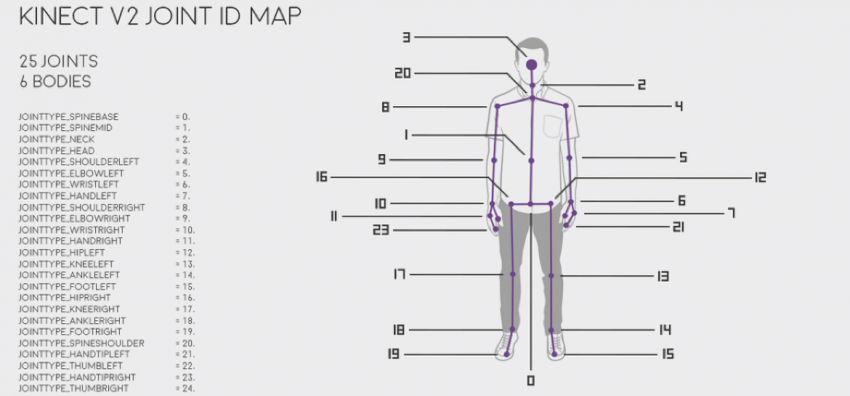 KINECT V2 JOINT ID MAP
25 JOINTS
6 BODIES
JOINTTYPE_SPINEBASE = 0.
JOINTTYPE_SPINEMID = 1.
JOINTTYPE_NECK = 2.
JOINTTYPE_HEAD = 3.
JOINTTYPE_SHOULDERLEFT = 4.
JOINTTYPE_ELBOWLEFT = 5.
JOINTTYPE_WRISTLEFT = 6.
JOINTTYPE_HANDLEFT = 7.
JOINTTYPE_SHOULDERRIGHT = 8.
JOINTTYPE_ELBOWRIGHT = 9.
JOINTTYPE_WRISTRIGHT = 10.
JOINTTYPE_HANDRIGHT = 11.
JOINTTYPE_HIPLEFT = 12.
JOINTTYPE_KNEELEFT = 13.
JOINTTYPE_ANKLELEFT = 14.
JOINTTYPE_FOOTLEFT = 15.
JOINTTYPE_HIPRIGHT = 16.
JOINTTYPE_KNEERIGHT = 17.
JOINTTYPE_ANKLERIGHT = 18.
JOINTTYPE_FOOTRIGHT = 19.
JOINTTYPE_SPINESHOULDER = 20.
JOINTTYPE_HANDTIPLEFT = 21.
JOINTTYPE_THUMBLEFT = 22.
JOINTTYPE_HANDTIPRIGHT = 23.
JOINTTYPE_THUMBRIGHT = 24.
3
20
2
8
4
1
9
5
16
12
10
6
11
7
23
21
17
13
18
14
19
15
0